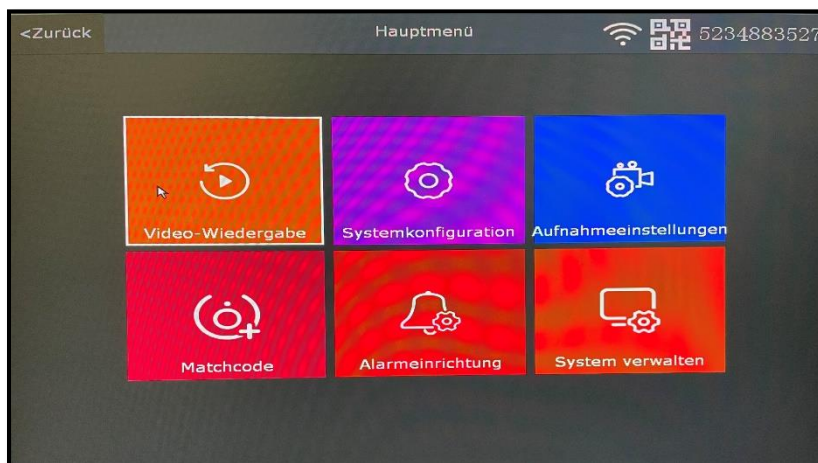 <Zurück
Hauptmenü
5234883527
Video-Wiedergabe
Systemkonfiguration
Aufnahmeeinstellungen
Matchcode
Alarmeinrichtung
System verwalten